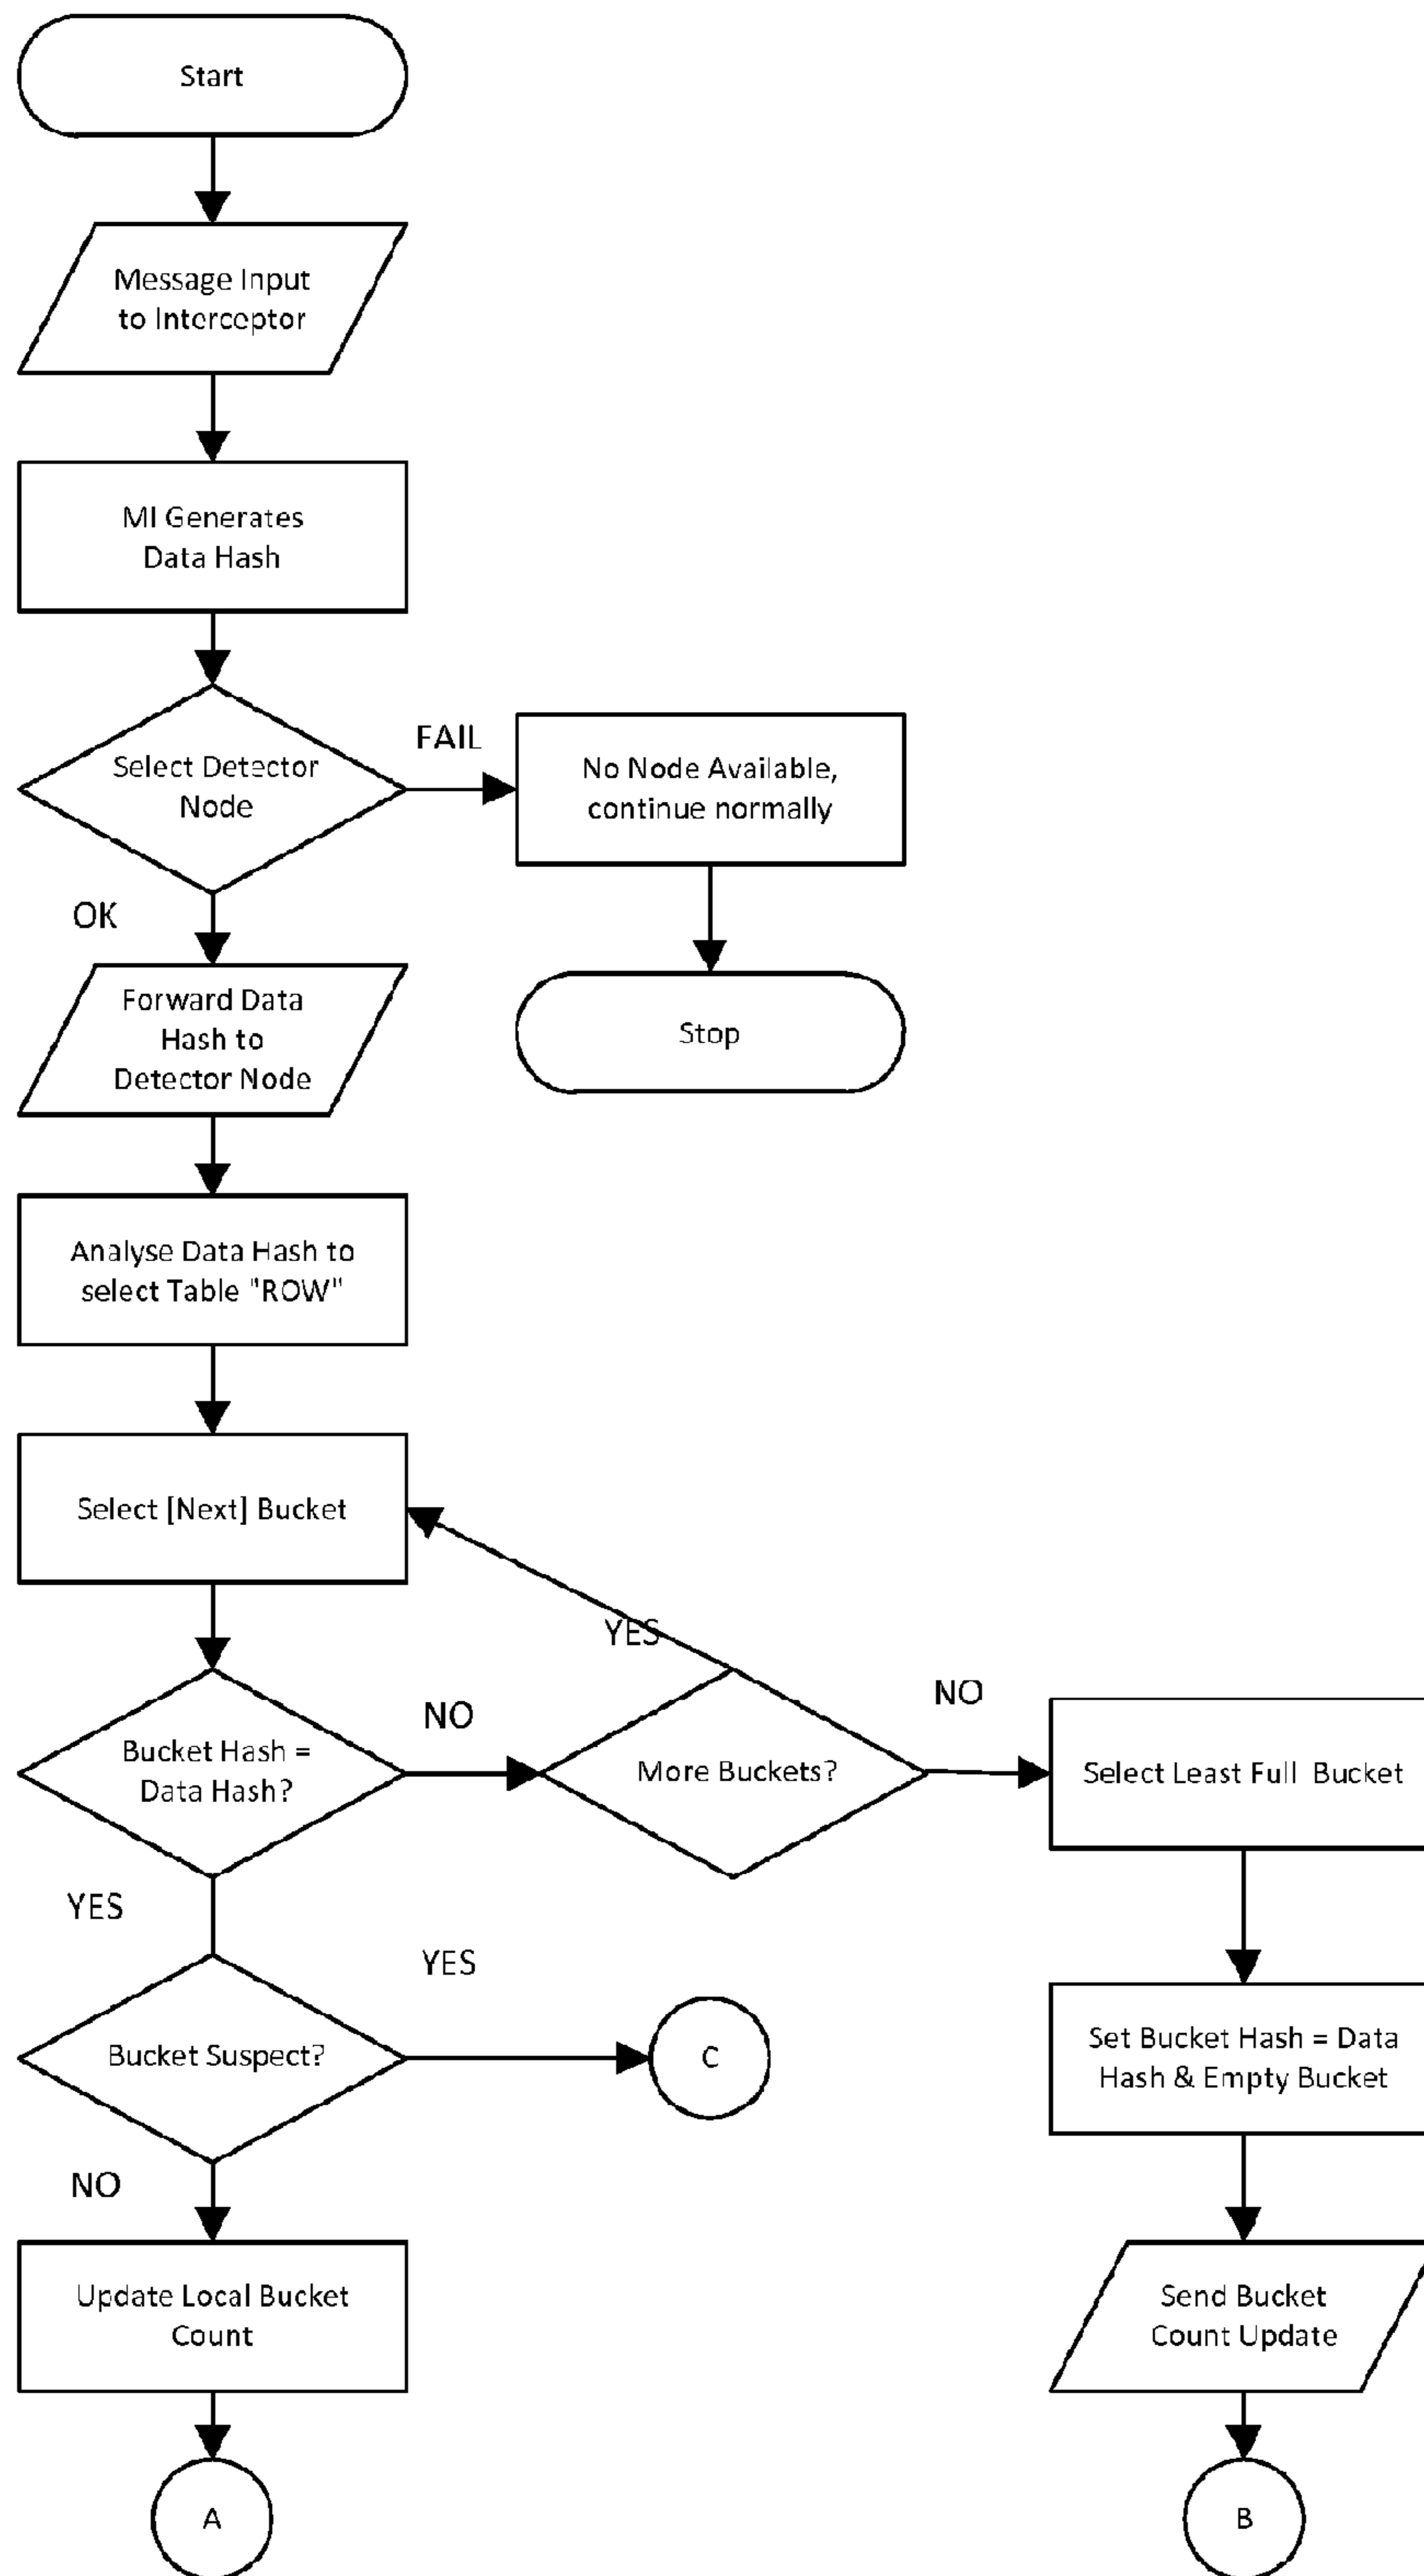 Start
Message Input
to Interceptor
MI Generates
Data Hash
Select Detector
Node
FAIL
No Node Available,
continue normally
OK
Forward Data
Hash to
Detector Node
Stop
Analyse Data Hash to
select Table "ROW"
Select [Next] Bucket
YES
Bucket Hash =
Data Hash?
NO
More Buckets?
NO
Select Least Full Bucket
YES
Bucket Suspect?
YES
C
Set Bucket Hash = Data
Hash & Empty Bucket
NO
Update Local Bucket
Count
Send Bucket
Count Update
A
B